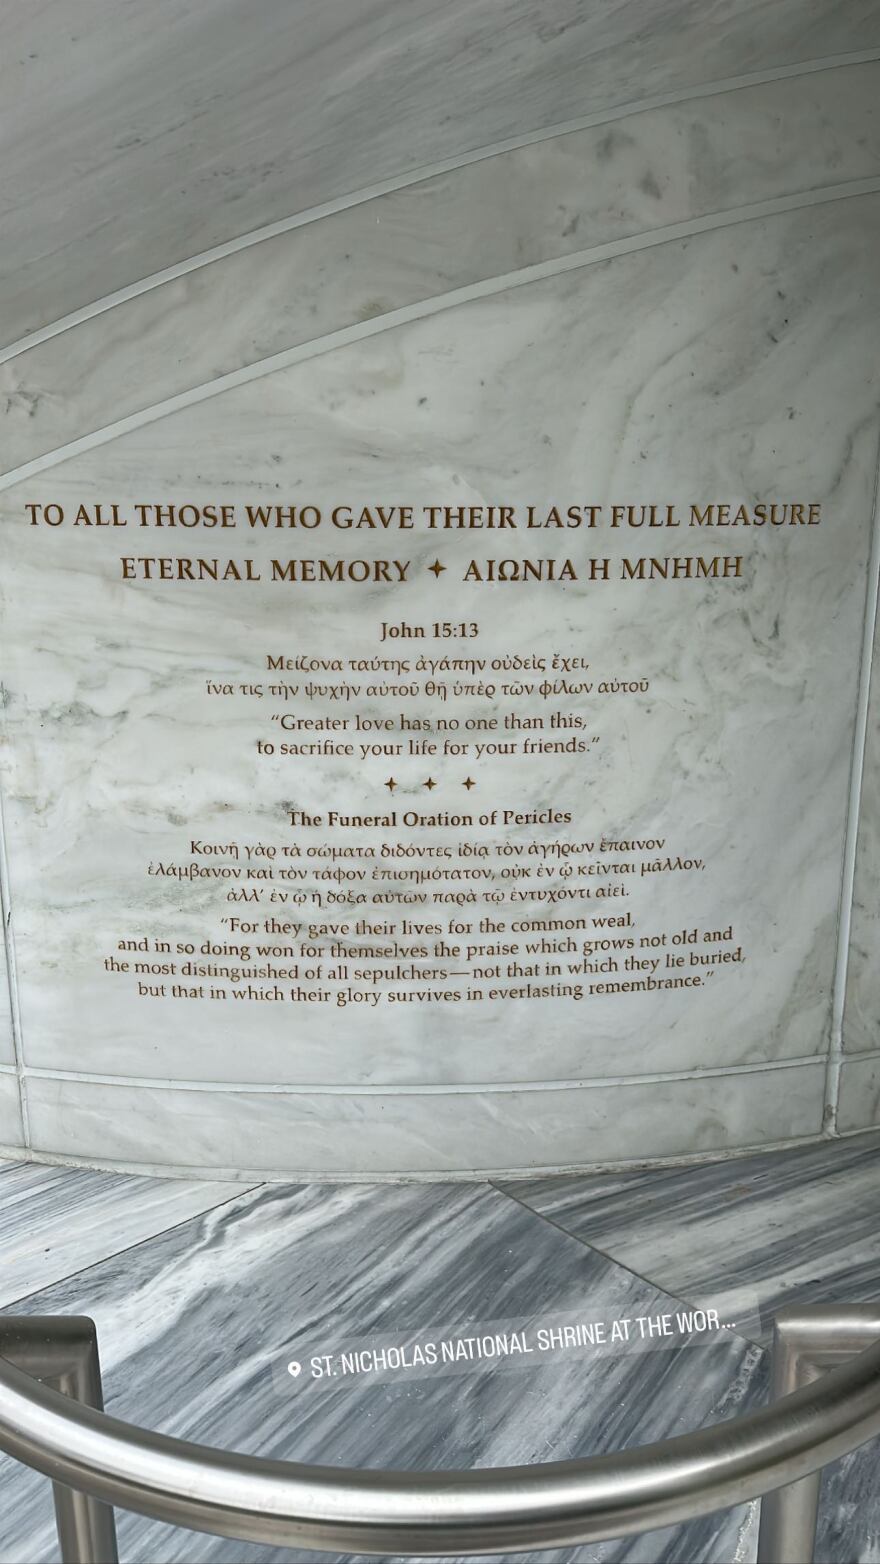 TO ALL THOSE WHO GAVE THEIR LAST FULL MEASURE
ETERNAL MEMORY ✦ ΑΙΩΝΙΑ Η ΜΝΗΜΗ
John 15:13
Μείζονα ταύτης ἀγάπην οὐδεὶς ἔχει,
ἵνα τις τὴν ψυχὴν αὐτοῦ θῇ ὑπὲρ τῶν φίλων αὐτοῦ
“Greater love has no one than this,
to sacrifice your life for your friends.”
✦ ✦ ✦
The Funeral Oration of Pericles
Κοινῇ γὰρ τὰ σώματα διδόντες ἰδίᾳ τὸν ἀγήρων ἔπαινον
ἐλάμβανον καὶ τὸν τάφον ἐπισημότατον, οὐκ ἐν ᾧ κεῖνται μᾶλλον,
ἀλλ’ ἐν ᾧ ἡ δόξα αὐτῶν παρὰ τῷ ἐντυχόντι αἰεὶ.
“For they gave their lives for the common weal,
and in so doing won for themselves the praise which grows not old and
the most distinguished of all sepulchers—not that in which they lie buried,
but that in which their glory survives in everlasting remembrance.”
ST. NICHOLAS NATIONAL SHRINE AT THE WOR...